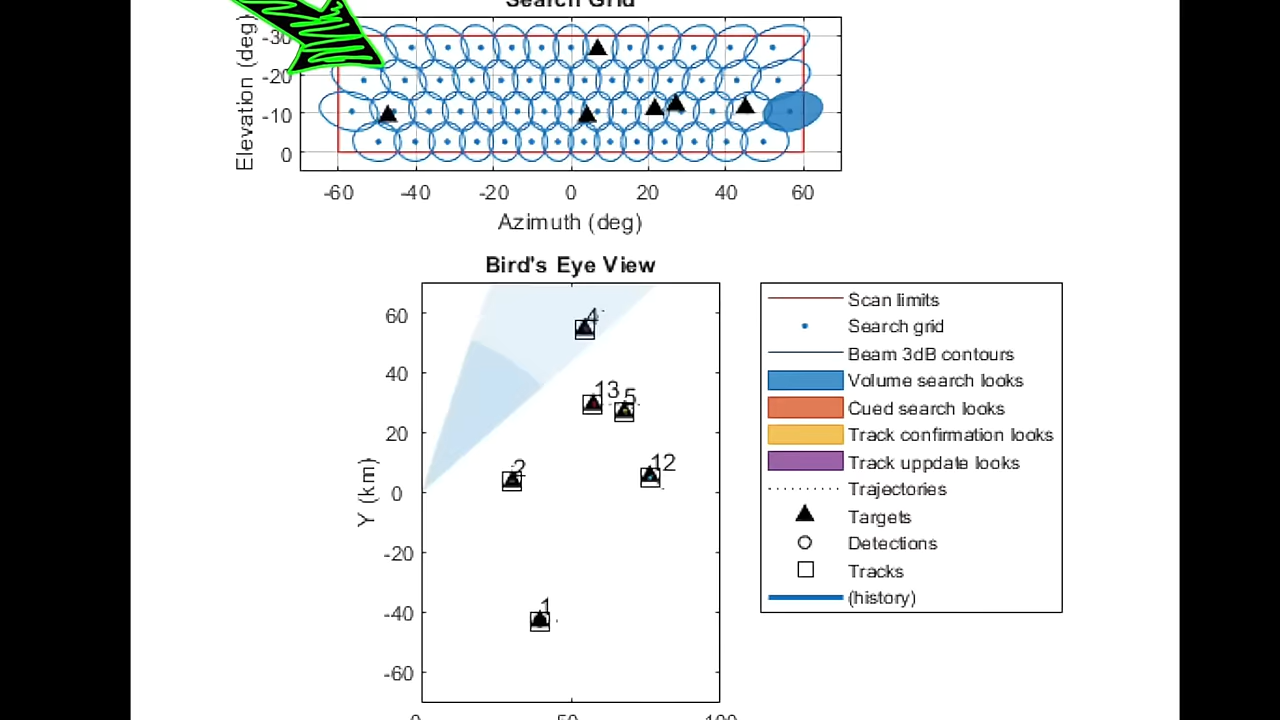 Search Grid
Elevation (deg)
-30
-20
-10
0
-60 -40 -20 0 20 40 60
Azimuth (deg)
Bird's Eye View
Y (km)
60
40
20
0
-20
-40
-60
0 50 100
4
13 5
2 12
1
Scan limits
Search grid
Beam 3dB contours
Volume search looks
Cued search looks
Track confirmation looks
Track uppdate looks
Trajectories
Targets
Detections
Tracks
(history)